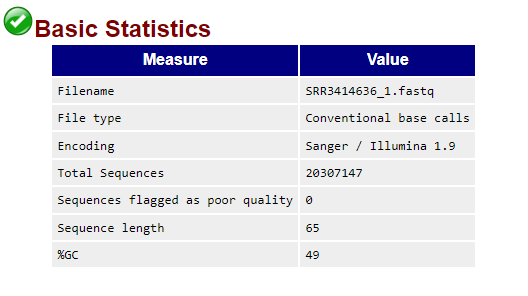 Basic Statistics
Measure Value
Filename SRR3414636_1.fastq
File type Conventional base calls
Encoding Sanger / Illumina 1.9
Total Sequences 20307147
Sequences flagged as poor quality 0
Sequence length 65
%GC 49